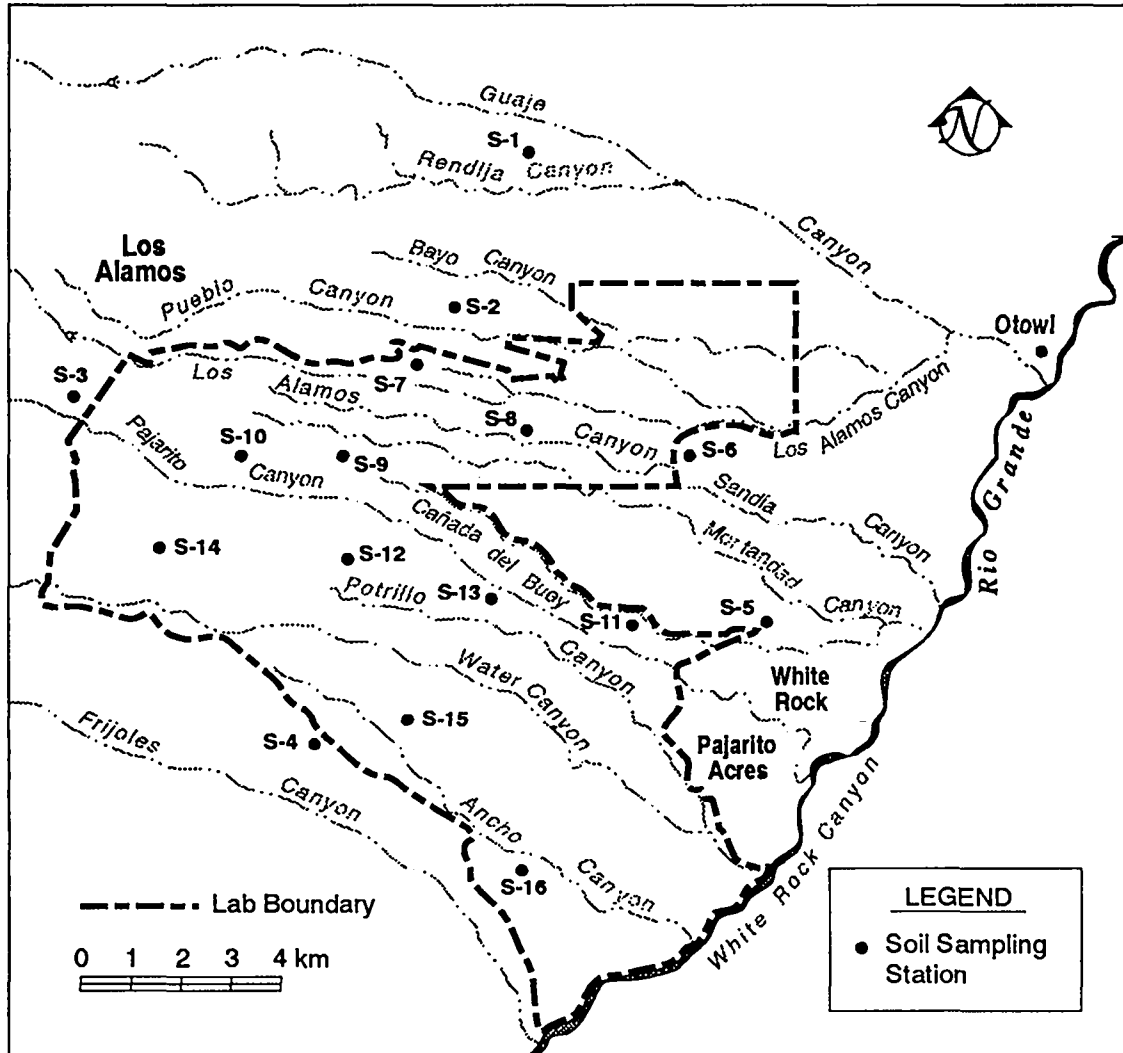 Guaje
N
S-1
Rendija Canyon
Canyon
Los
Alamos
Bayo Canyon
Pueblo Canyon
S-2
Otowi
S-3
Los Alamos Canyon
S-7
S-8
Los Alamos Canyon
S-6
Pajarito Canyon
S-10
S-9
Sandia Canyon
Rio Grande
Cañada del Buey
Mortandad Canyon
S-14
S-12
S-13
Potrillo Canyon
S-11
S-5
Water Canyon
White
Rock
S-15
Pajarito
Acres
Frijoles Canyon
S-4
Ancho Canyon
S-16
White Rock Canyon
Lab Boundary
0 1 2 3 4 km
LEGEND
Soil Sampling
Station